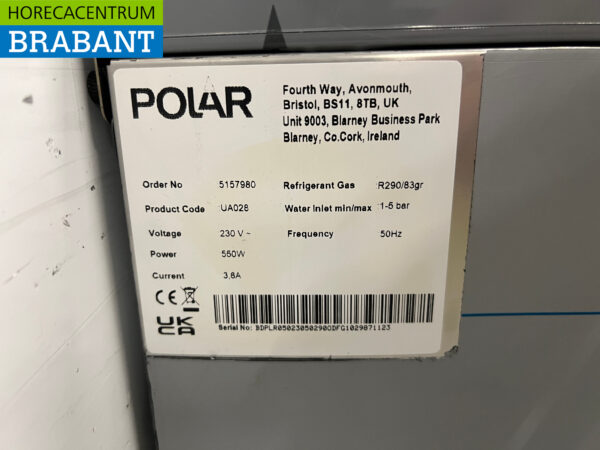 HORECACENTRUM
BRABANT
POLAR
Fourth Way, Avonmouth,
Bristol, BS11, 8TB, UK
Unit 9003, Blarney Business Park
Blarney, Co.Cork, Ireland
Order No 5157980 Refrigerant Gas R290/83gr
Product Code UA028 Water Inlet min/max 1-5 bar
Voltage 230 V ~ Frequency 50Hz
Power 550W
Current 3,8A
CE
UK
CA
Serial No: BDPLR05023050290ODFG1029871123